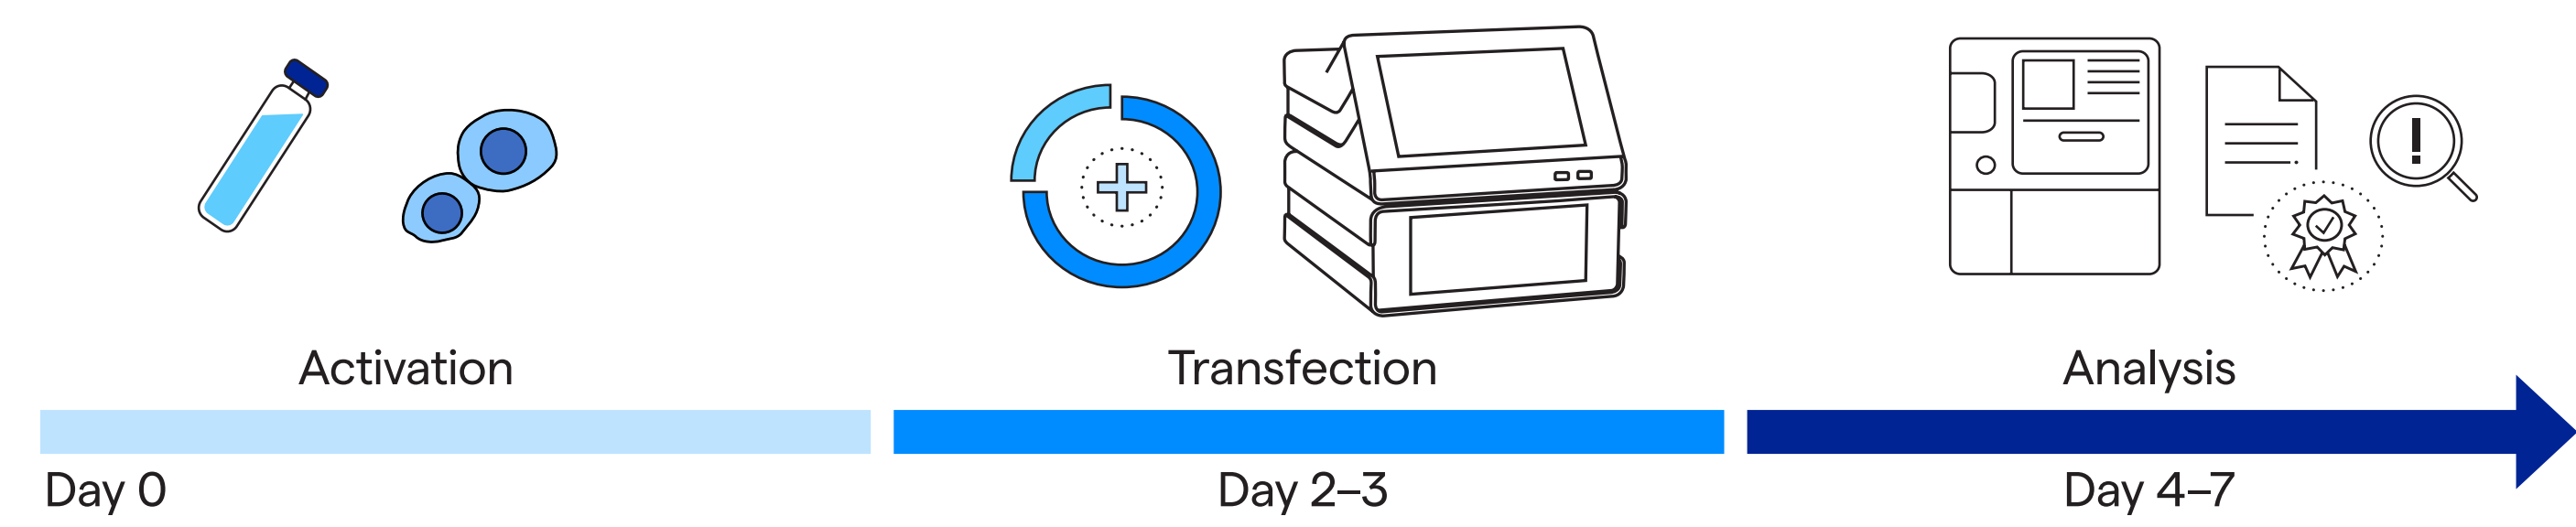 Activation
Transfection
Analysis
Day 0
Day 2–3
Day 4–7